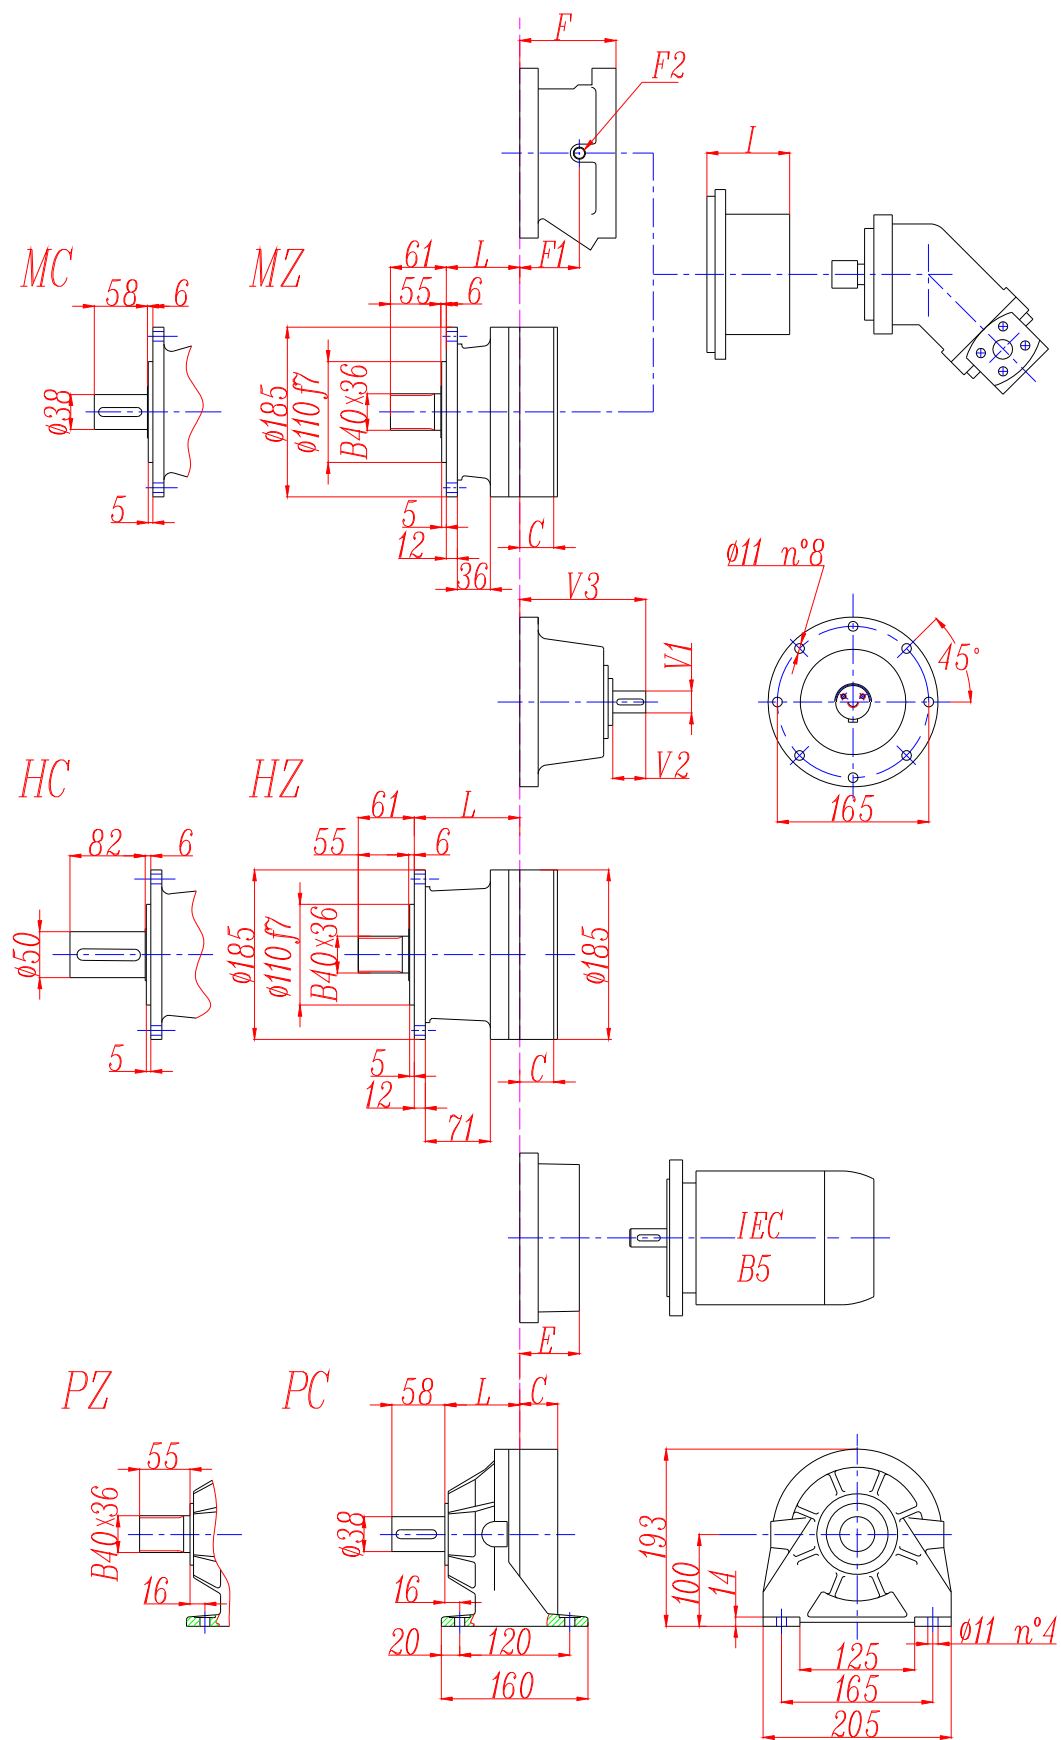 F
F2
I
MC
MZ
61
L
F1
58
6
55
6
ø38
ø185
ø110 f7
B40x36
5
5
C
12
36
ø11 n°8
V3
V1
45°
V2
165
HC
HZ
61
L
82
6
55
6
ø50
ø185
ø110 f7
B40x36
ø185
5
5
C
12
71
IEC
B5
E
PZ
PC
58
L
C
55
B40x36
ø38
193
100
14
16
16
ø11 n°4
20
120
125
160
165
205